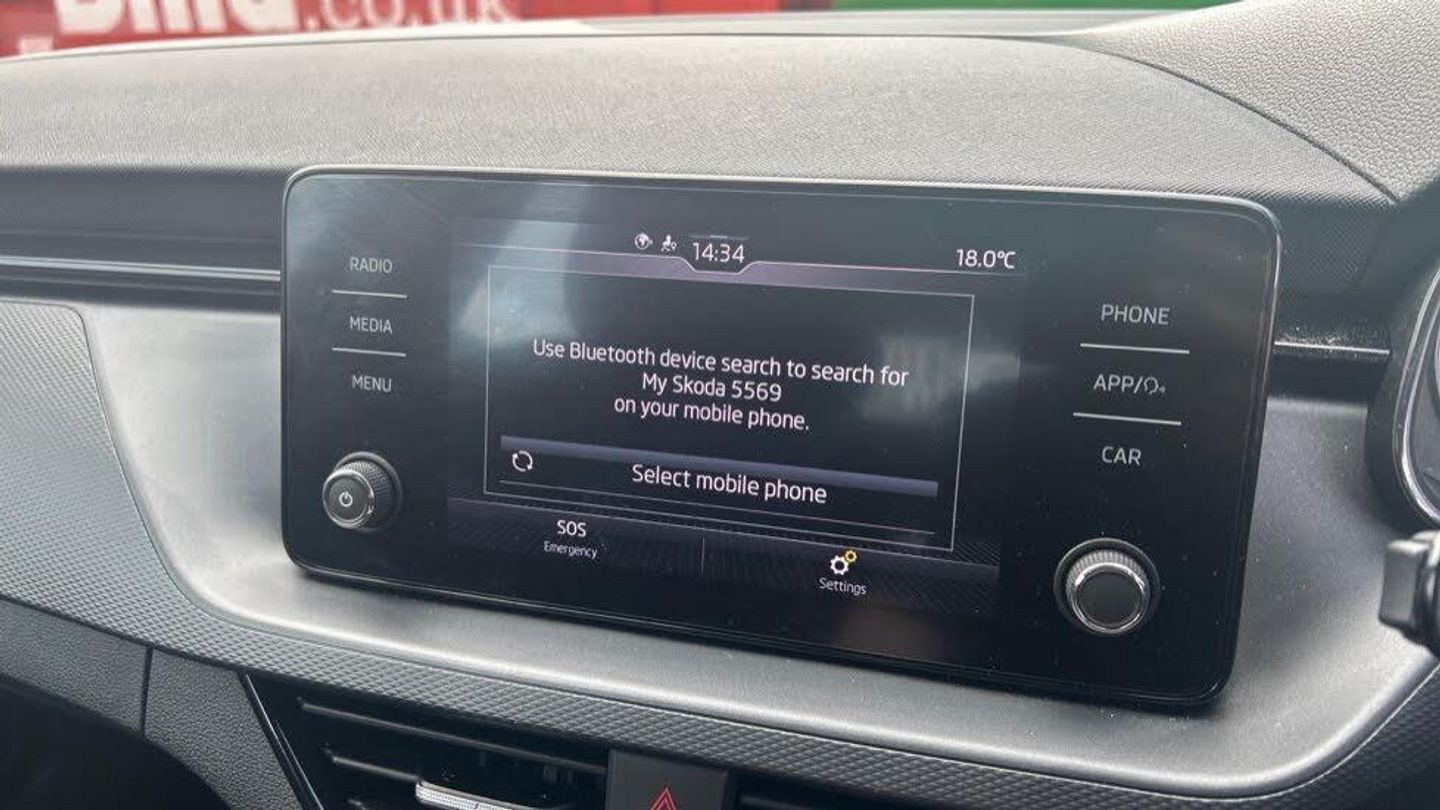 .co.uk
14:34
18.0°C
RADIO
MEDIA
MENU
Use Bluetooth device search to search for
My Skoda 5569
on your mobile phone.
Select mobile phone
SOS
Emergency
Settings
PHONE
APP/
CAR